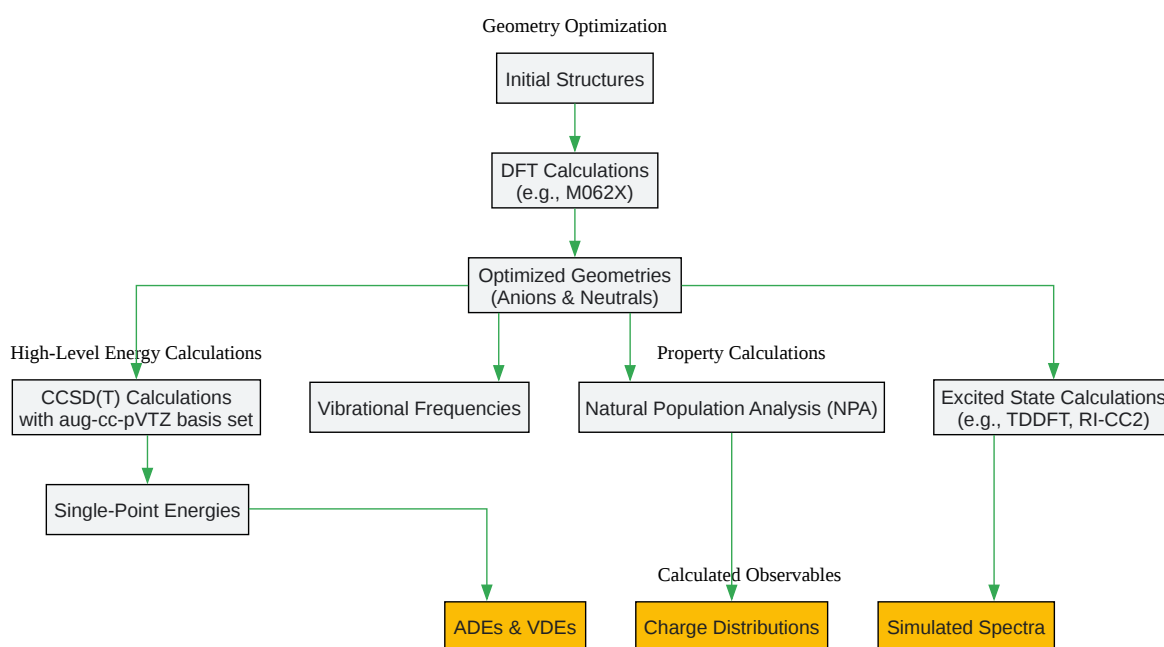 Geometry Optimization
Initial Structures
DFT Calculations
(e.g., M062X)
Optimized Geometries
(Anions & Neutrals)
High-Level Energy Calculations
Property Calculations
CCSD(T) Calculations
with aug-cc-pVTZ basis set
Vibrational Frequencies
Natural Population Analysis (NPA)
Excited State Calculations
(e.g., TDDFT, RI-CC2)
Single-Point Energies
Calculated Observables
ADEs & VDEs
Charge Distributions
Simulated Spectra